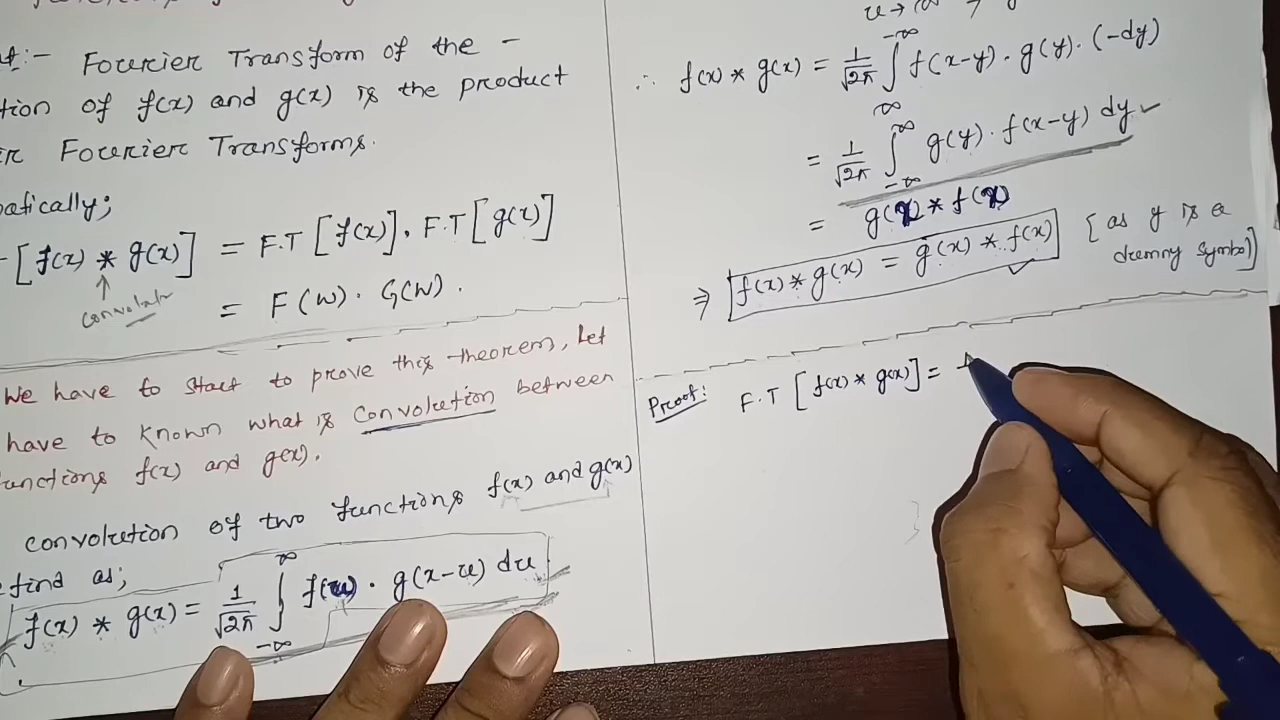 :- Fourier Transform of the -
tion of f(x) and g(x) is the product
Fourier Transforms.
atically;
[f(x) * g(x)] = F.T [f(x)] . F.T [g(x)]
= F(w) . G(w) .
We have to start to prove this theorem, Let
have to known what is convolution between
unctions f(x) and g(x).
convolution of two functions f(x) and g(x)
find as;
f(x) * g(x) = 1/√2π ∫_{-∞}^{∞} f(u) . g(x-u) du
∴ f(x) * g(x) = 1/√2π ∫_{∞}^{-∞} f(x-y) . g(y) . (-dy)
= 1/√2π ∫_{-∞}^{∞} g(y) . f(x-y) dy ✓
= g(x) * f(x)
⇒ f(x) * g(x) = g(x) * f(x) [as y is a
dummy symbol]
Proof: F.T [f(x) * g(x)] =